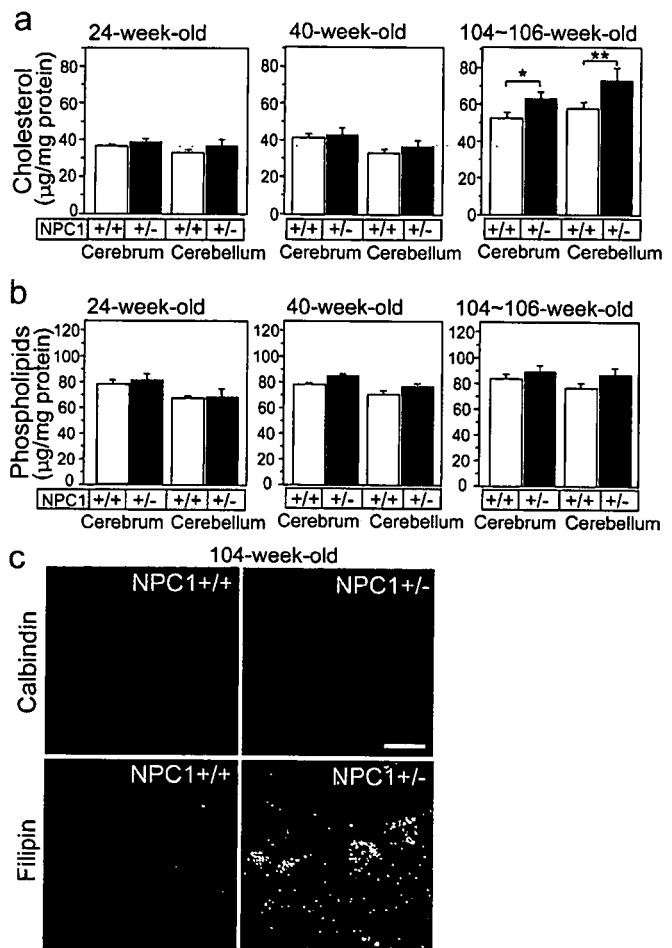 a
24-week-old
40-week-old
104~106-week-old
Cholesterol
(µg/mg protein)
80
60
40
20
0
80
60
40
20
0
80
60
40
20
0
*
**
NPC1 +/+ +/- +/+ +/-
+/+ +/- +/+ +/-
+/+ +/- +/+ +/-
Cerebrum Cerebellum
Cerebrum Cerebellum
Cerebrum Cerebellum
b
24-week-old
40-week-old
104~106-week-old
Phospholipids
(µg/mg protein)
120
100
80
60
40
20
0
120
100
80
60
40
20
0
120
100
80
60
40
20
0
NPC1 +/+ +/- +/+ +/-
+/+ +/- +/+ +/-
+/+ +/- +/+ +/-
Cerebrum Cerebellum
Cerebrum Cerebellum
Cerebrum Cerebellum
c
104-week-old
Calbindin
NPC1+/+
NPC1+/-
Filipin
NPC1+/+
NPC1+/-